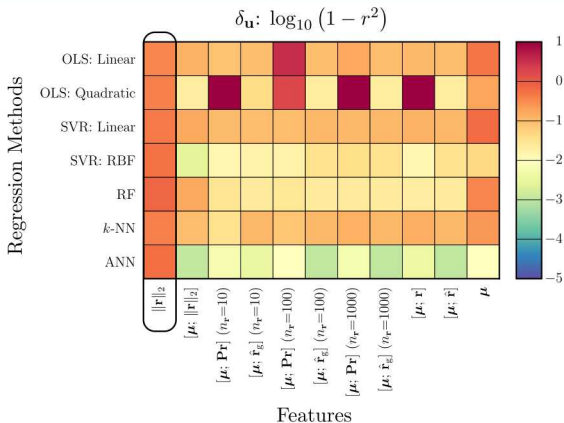 δ_u: log₁₀ (1 − r²)
Regression Methods
OLS: Linear
OLS: Quadratic
SVR: Linear
SVR: RBF
RF
k-NN
ANN
‖r‖₂
[μ; ‖r‖₂]
[μ; Pr] (n_r=10)
[μ; r̂_g] (n_r=10)
[μ; Pr] (n_r=100)
[μ; r̂_g] (n_r=100)
[μ; Pr] (n_r=1000)
[μ; r̂_g] (n_r=1000)
[μ; r]
[μ; r̂]
μ
Features
1
0
−1
−2
−3
−4
−5